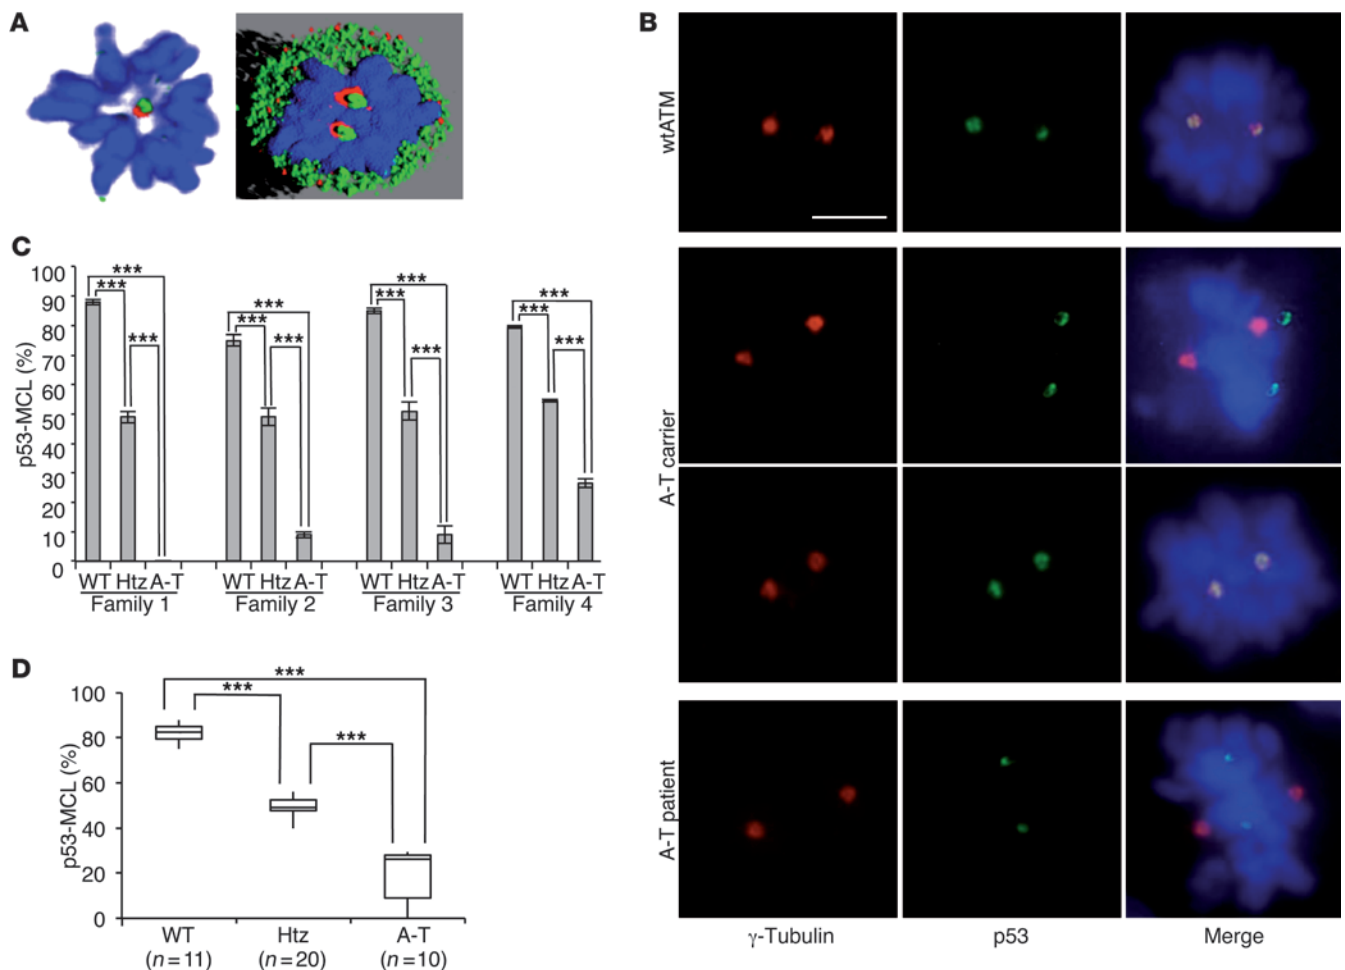 A
B
wtATM
A-T carrier
A-T patient
γ-Tubulin p53 Merge
C
p53-MCL (%)
100
90
80
70
60
50
40
30
20
10
0
*** *** *** ***
*** *** *** ***
*** *** *** ***
WT Htz A-T WT Htz A-T WT Htz A-T WT Htz A-T
Family 1 Family 2 Family 3 Family 4
D
p53-MCL (%)
100
80
60
40
20
0
***
***
***
WT Htz A-T
(n=11) (n=20) (n=10)